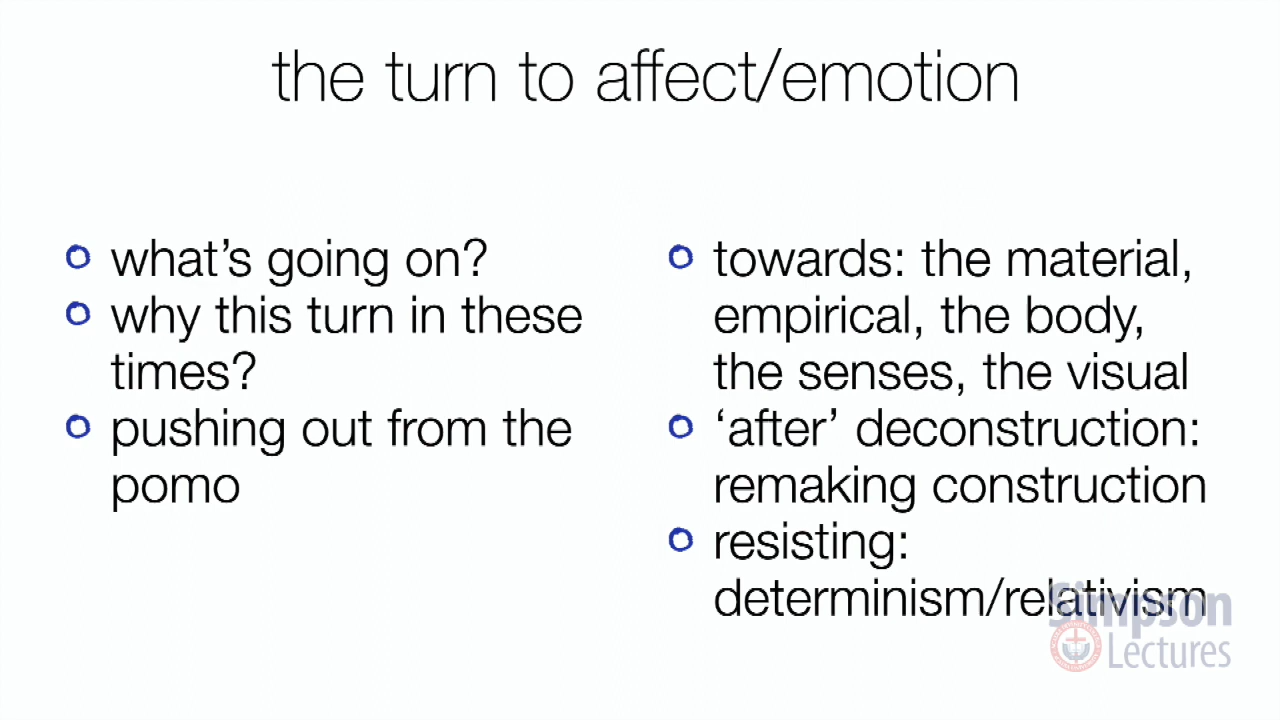 the turn to affect/emotion
what’s going on?
why this turn in these
times?
pushing out from the
pomo
towards: the material,
empirical, the body,
the senses, the visual
‘after’ deconstruction:
remaking construction
resisting:
determinism/relativism
Simpson
Lectures